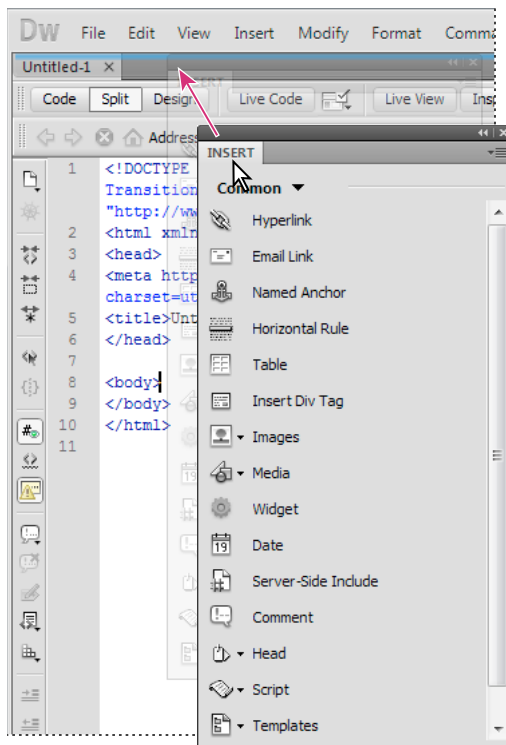 Dw File Edit View Insert Modify Format Comma
Untitled-1 ×
INSERT
Code Split Design Live Code Live View Insp
Address
INSERT
Common
1 <!DOCTYPE
Transition
"http://ww
2 <html xmln
3 <head>
4 <meta http
charset=ut
5 <title>Unt
6 </head>
7
8 <body>
9 </body>
10 </html>
11
Hyperlink
Email Link
Named Anchor
Horizontal Rule
Table
Insert Div Tag
Images
Media
Widget
19 Date
Server-Side Include
Comment
Head
Script
Templates